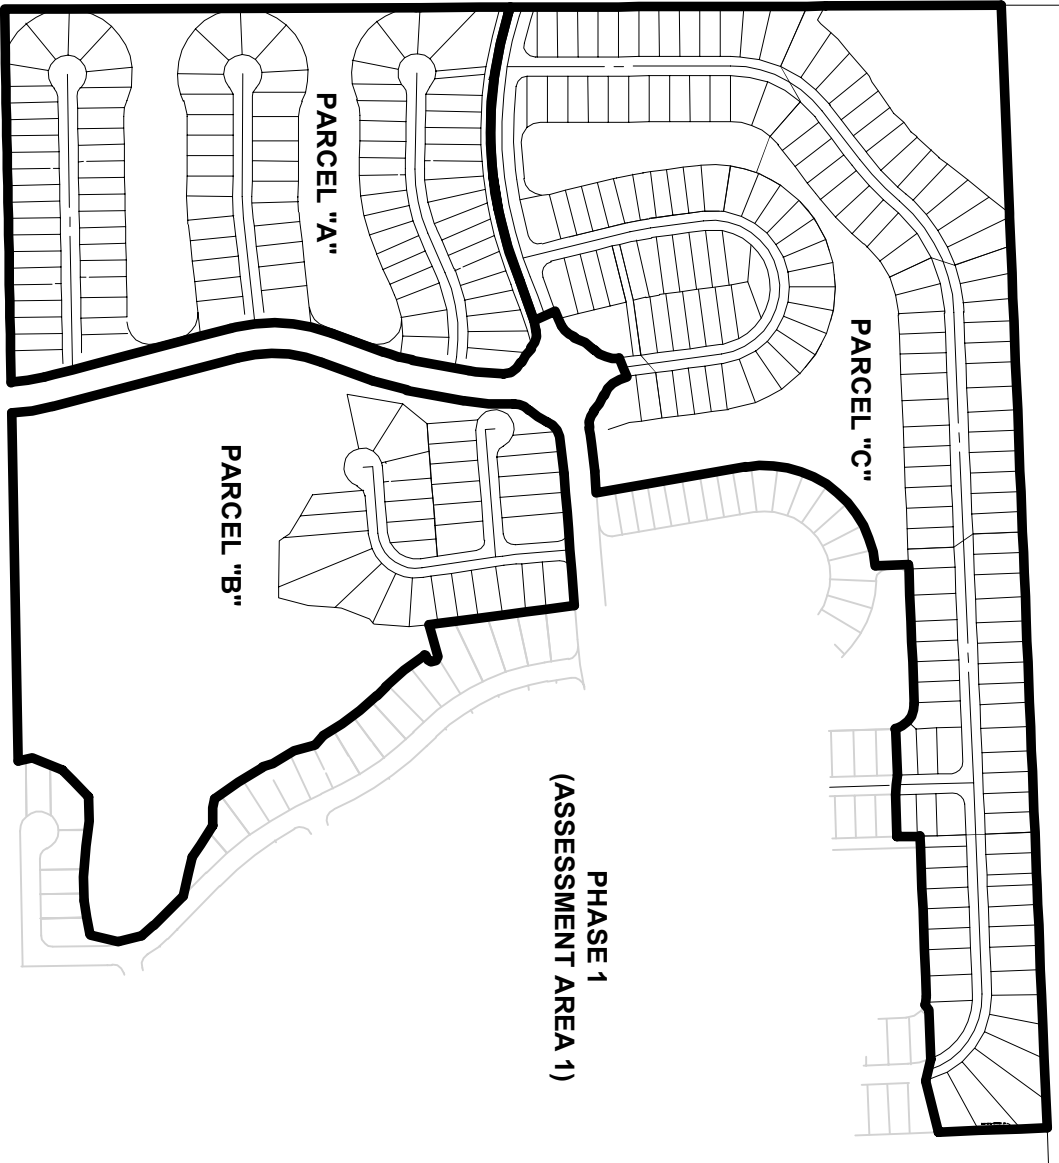 PARCEL "A"
PARCEL "C"
PARCEL "B"
PHASE 1
(ASSESSMENT AREA 1)